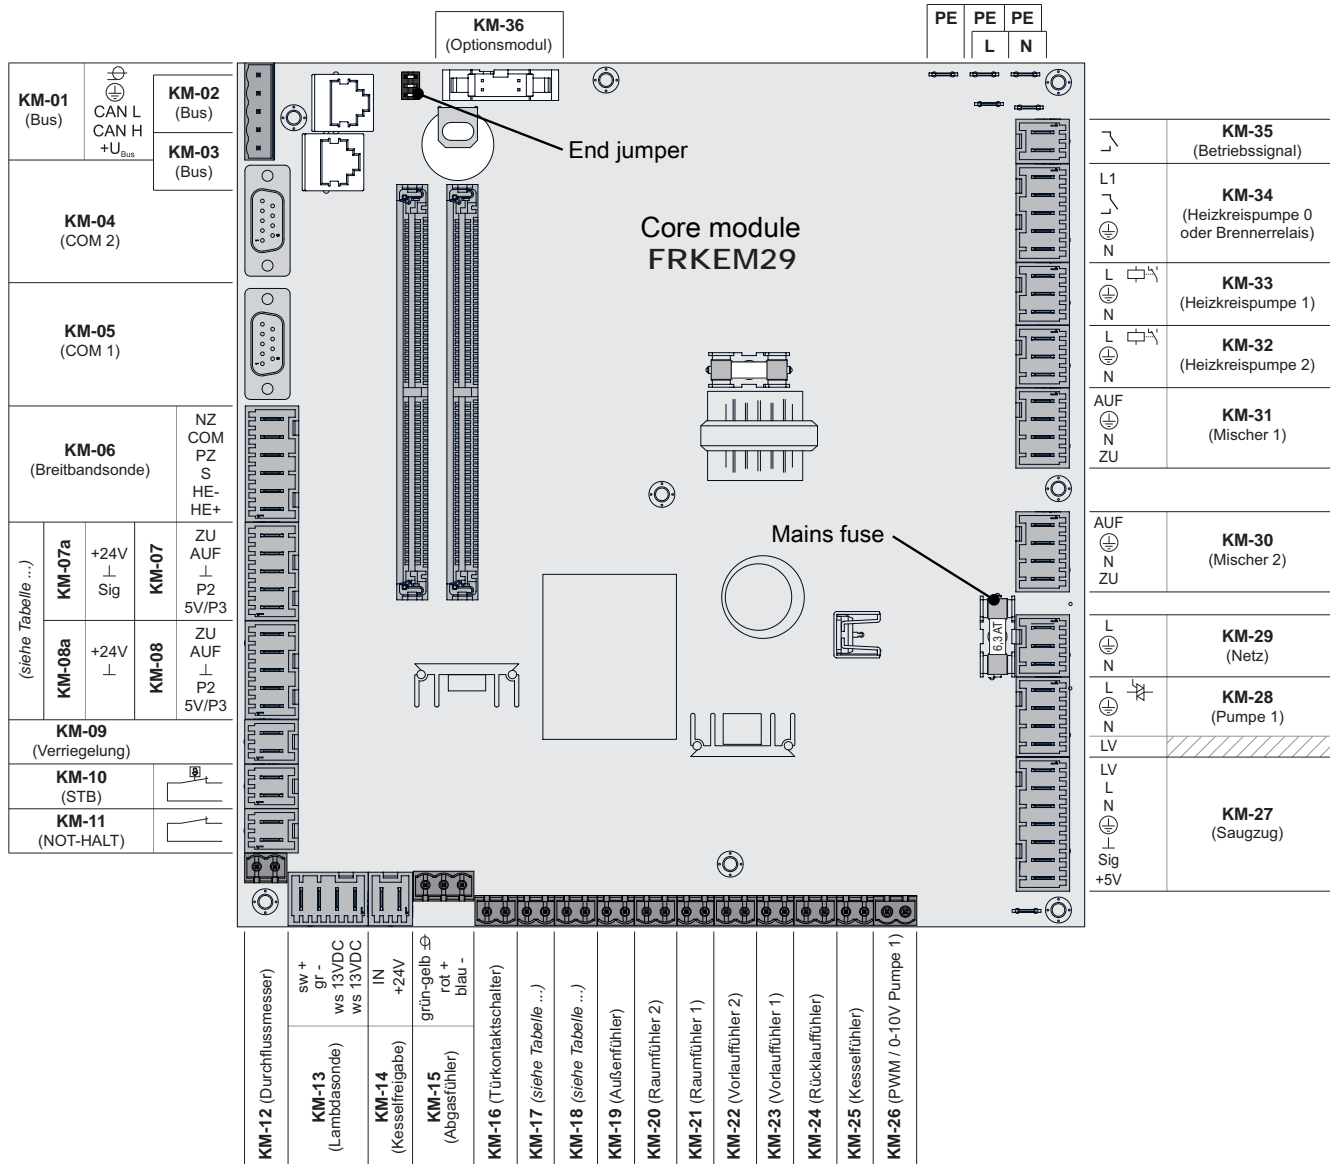 KM-36
(Optionsmodul)
PE PE PE
L N
KM-01
(Bus)
CAN L
CAN H
+U Bus
KM-02
(Bus)
KM-03
(Bus)
KM-04
(COM 2)
KM-05
(COM 1)
KM-06
(Breitbandsonde)
NZ
COM
PZ
S
HE-
HE+
(siehe Tabelle ...)
KM-07a
+24V
⊥
Sig
KM-07
ZU
AUF
⊥
P2
5V/P3
KM-08a
+24V
⊥
KM-08
ZU
AUF
⊥
P2
5V/P3
KM-09
(Verriegelung)
KM-10
(STB)
KM-11
(NOT-HALT)
End jumper
Core module
FRKEM29
Mains fuse
6,3 AT
KM-35
(Betriebssignal)
L1
N
KM-34
(Heizkreispumpe 0
oder Brennerrelais)
L
N
KM-33
(Heizkreispumpe 1)
L
N
KM-32
(Heizkreispumpe 2)
AUF
N
ZU
KM-31
(Mischer 1)
AUF
N
ZU
KM-30
(Mischer 2)
L
N
KM-29
(Netz)
L
N
KM-28
(Pumpe 1)
LV
LV
L
N
⊥
Sig
+5V
KM-27
(Saugzug)
KM-12 (Durchflussmesser)
sw +
gr -
ws 13VDC
ws 13VDC
KM-13
(Lambdasonde)
IN
+24V
KM-14
(Kesselfreigabe)
grün-gelb
rot +
blau -
KM-15
(Abgasfühler)
KM-16 (Türkontaktschalter)
KM-17 (siehe Tabelle ...)
KM-18 (siehe Tabelle ...)
KM-19 (Außenfühler)
KM-20 (Raumfühler 2)
KM-21 (Raumfühler 1)
KM-22 (Vorlauffühler 2)
KM-23 (Vorlauffühler 1)
KM-24 (Rücklauffühler)
KM-25 (Kesselfühler)
KM-26 (PWM / 0-10V Pumpe 1)